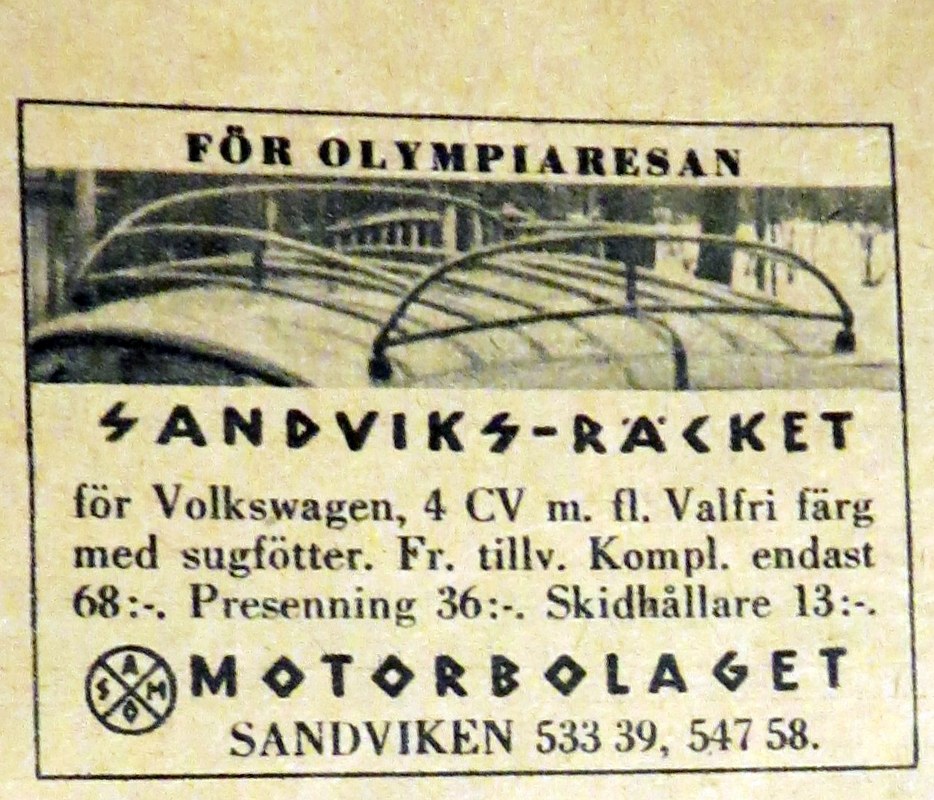 FÖR OLYMPIARESAN
SANDVIKS-RÄCKET
för Volkswagen, 4 CV m. fl. Valfri färg
med sugfötter. Fr. tillv. Kompl. endast
68:-. Presenning 36:-. Skidhållare 13:-.
SAMO MOTORBOLAGET
SANDVIKEN 533 39, 547 58.